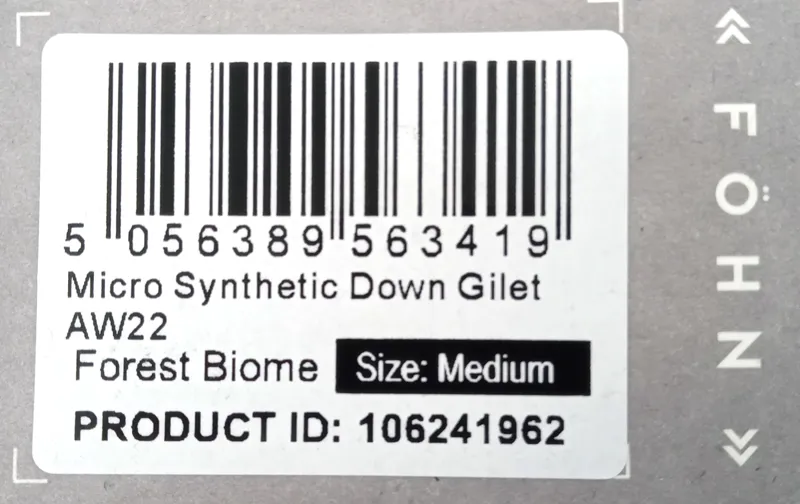 5 056389 563419
Micro Synthetic Down Gilet
AW22
Forest Biome Size: Medium
PRODUCT ID: 106241962
FÖHN